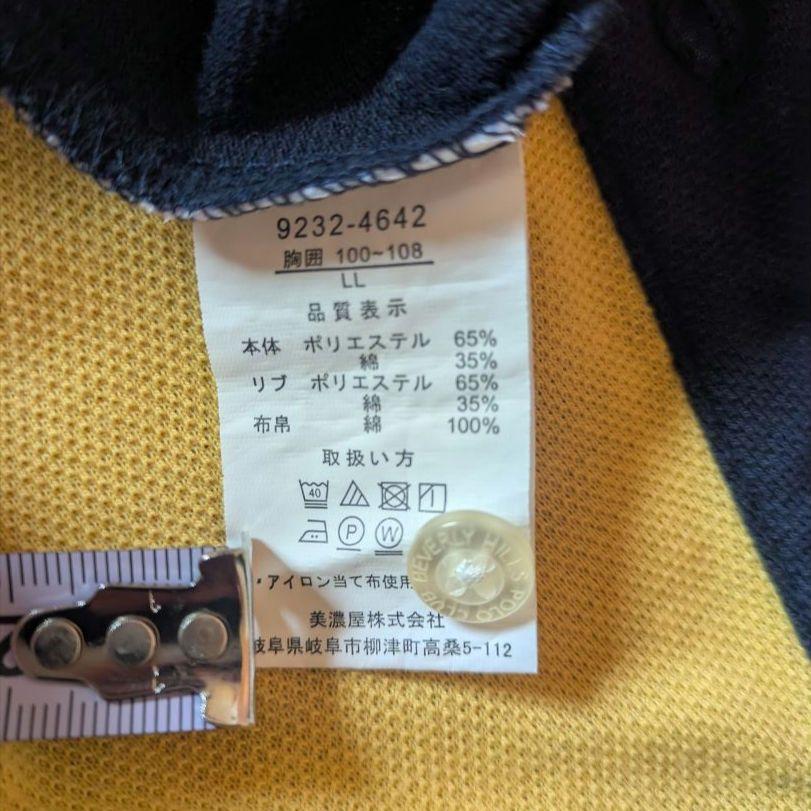 9232-4642
胸囲 100~108
LL
品質表示
本体 ポリエステル 65%
綿 35%
リブ ポリエステル 65%
綿 35%
布帛 綿 100%
取扱い方
40
P W
・アイロン当て布使用
BEVERLY HILLS POLO CLUB
美濃屋株式会社
岐阜県岐阜市柳津町高桑5-112